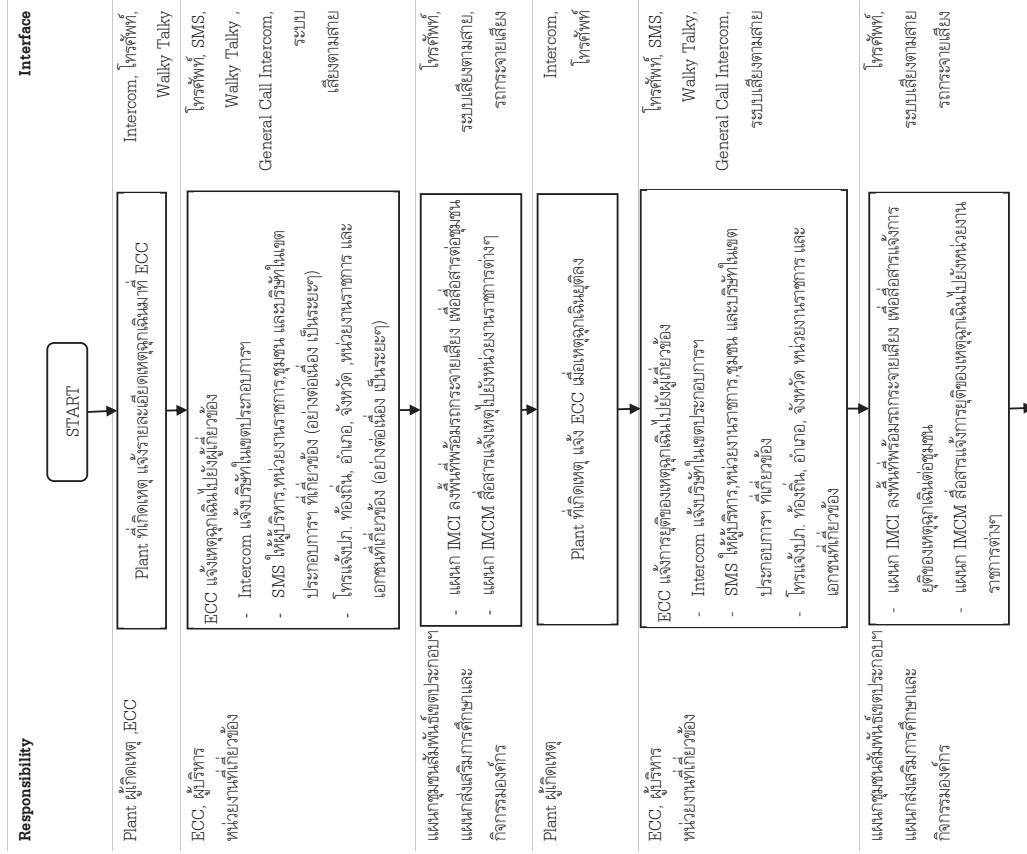 Responsibility
Interface
START
Plant ผู้เกิดเหตุ ,ECC
Plant ที่เกิดเหตุ แจ้งรายละเอียดเหตุฉุกเฉินมาที่ ECC
Intercom, โทรศัพท์,
Walky Talky
ECC, ผู้บริหาร
หน่วยงานที่เกี่ยวข้อง
ECC แจ้งเหตุฉุกเฉินไปยังผู้เกี่ยวข้อง
- Intercom แจ้งบริษัทในเขตประกอบการฯ
- SMS ให้ผู้บริหาร,หน่วยงานราชการ,ชุมชน และบริษัทในเขต
ประกอบการฯ ที่เกี่ยวข้อง (อย่างต่อเนื่อง เป็นระยะๆ)
- โทรแจ้งปภ. ท้องถิ่น, อำเภอ, จังหวัด ,หน่วยงานราชการ และ
เอกชนที่เกี่ยวข้อง (อย่างต่อเนื่อง เป็นระยะๆ)
โทรศัพท์, SMS,
Walky Talky ,
General Call Intercom,
ระบบ
เสียงตามสาย
แผนกชุมชนสัมพันธ์เขตประกอบฯ
แผนกส่งเสริมการศึกษาและ
กิจกรรมองค์กร
- แผนก IMCI ลงพื้นที่พร้อมรถกระจายเสียง เพื่อสื่อสารต่อชุมชน
- แผนก IMCM สื่อสารแจ้งเหตุไปยังหน่วยงานราชการต่างๆ
โทรศัพท์,
ระบบเสียงตามสาย,
รถกระจายเสียง
Plant ผู้เกิดเหตุ
Plant ที่เกิดเหตุ แจ้ง ECC เมื่อเหตุฉุกเฉินยุติลง
Intercom,
โทรศัพท์
ECC, ผู้บริหาร
หน่วยงานที่เกี่ยวข้อง
ECC แจ้งการยุติของเหตุฉุกเฉินไปยังผู้เกี่ยวข้อง
- Intercom แจ้งบริษัทในเขตประกอบการฯ
- SMS ให้ผู้บริหาร,หน่วยงานราชการ,ชุมชน และบริษัทในเขต
ประกอบการฯ ที่เกี่ยวข้อง
- โทรแจ้งปภ. ท้องถิ่น, อำเภอ, จังหวัด หน่วยงานราชการ และ
เอกชนที่เกี่ยวข้อง
โทรศัพท์, SMS,
Walky Talky,
General Call Intercom,
ระบบเสียงตามสาย
แผนกชุมชนสัมพันธ์เขตประกอบฯ
แผนกส่งเสริมการศึกษาและ
กิจกรรมองค์กร
- แผนก IMCI ลงพื้นที่พร้อมรถกระจายเสียง เพื่อสื่อสารแจ้งการ
ยุติของเหตุฉุกเฉินต่อชุมชน
- แผนก IMCM สื่อสารแจ้งการยุติของเหตุฉุกเฉินไปยังหน่วยงาน
ราชการต่างๆ
โทรศัพท์,
ระบบเสียงตามสาย
รถกระจายเสียง